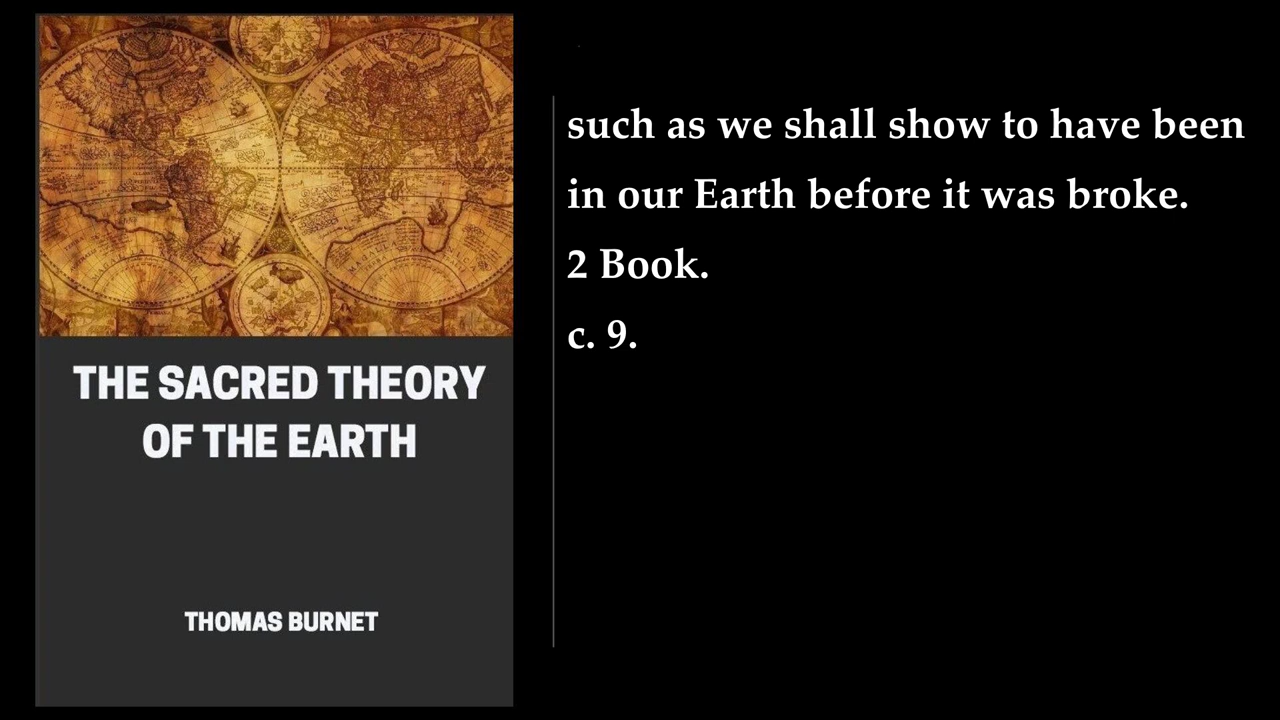 THE SACRED THEORY
OF THE EARTH
THOMAS BURNET
such as we shall show to have been
in our Earth before it was broke.
2 Book.
c. 9.